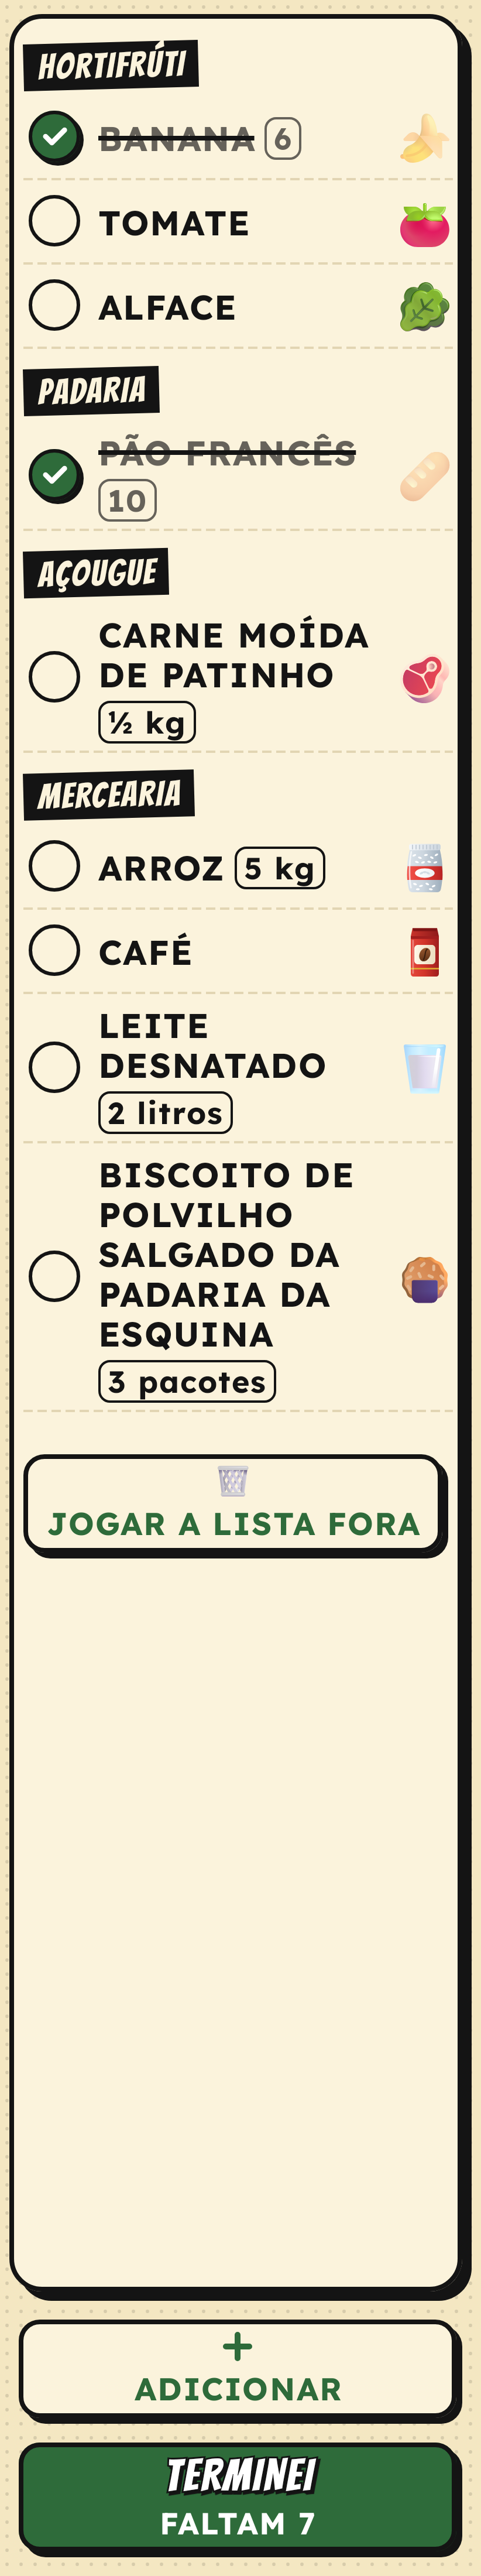 HORTIFRÚTI
BANANA 6
TOMATE
ALFACE
PADARIA
PÃO FRANCÊS
10
AÇOUGUE
CARNE MOÍDA
DE PATINHO
½ kg
MERCEARIA
ARROZ 5 kg
CAFÉ
LEITE
DESNATADO
2 litros
BISCOITO DE
POLVILHO
SALGADO DA
PADARIA DA
ESQUINA
3 pacotes
JOGAR A LISTA FORA
ADICIONAR
TERMINEI
FALTAM 7